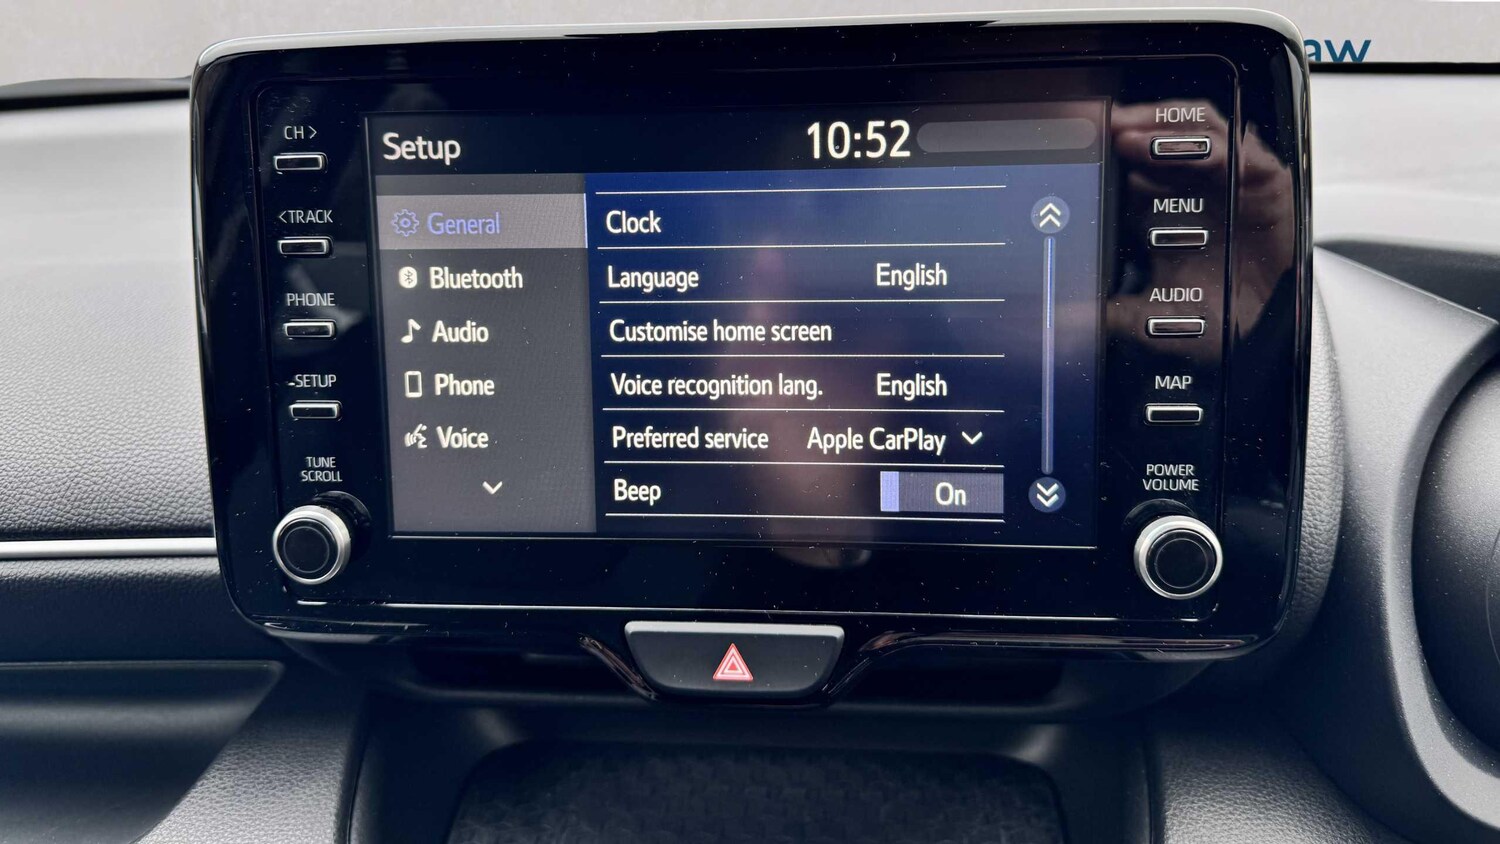 aw
CH >
<TRACK
PHONE
SETUP
TUNE
SCROLL
Setup
10:52
General
Bluetooth
Audio
Phone
Voice
Clock
Language English
Customise home screen
Voice recognition lang. English
Preferred service Apple CarPlay
Beep On
HOME
MENU
AUDIO
MAP
POWER
VOLUME